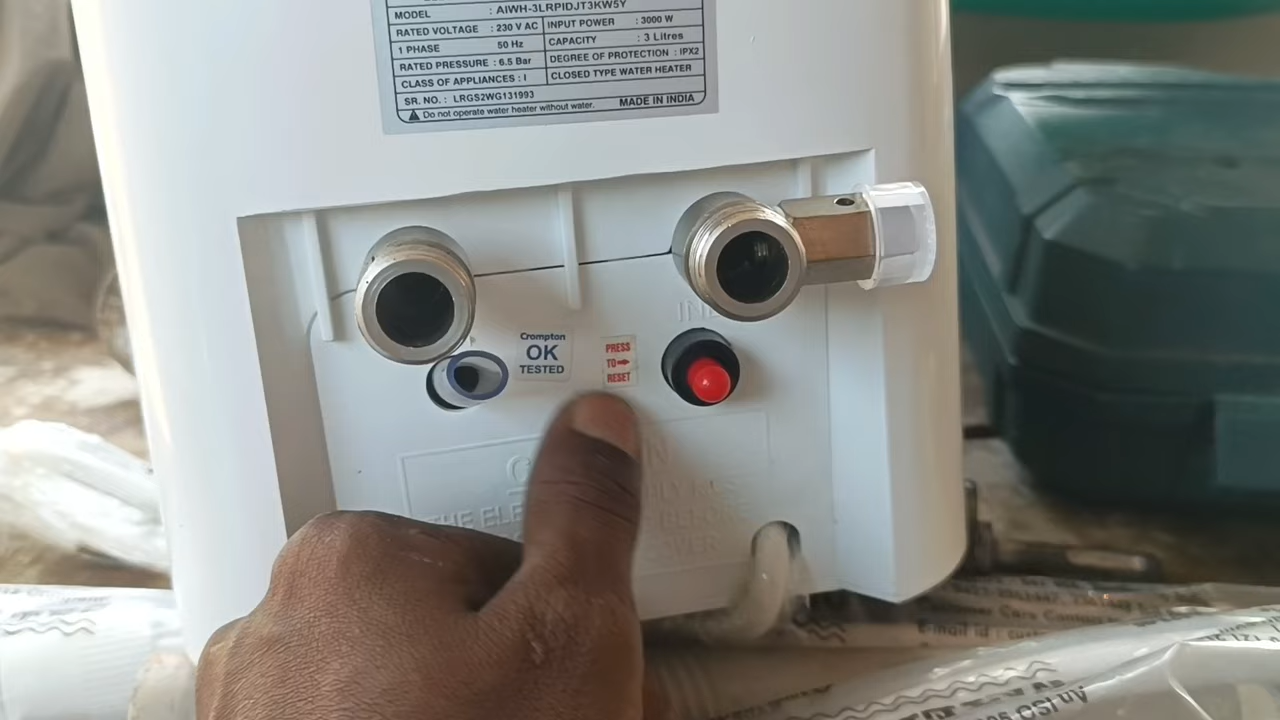 MODEL : AIWH-3LRPIDJT3KW5Y
RATED VOLTAGE : 230 V AC INPUT POWER : 3000 W
1 PHASE 50 Hz CAPACITY : 3 Litres
RATED PRESSURE : 6.5 Bar DEGREE OF PROTECTION : IPX2
CLASS OF APPLIANCES : I CLOSED TYPE WATER HEATER
SR. NO. : LRGS2WG131993
Do not operate water heater without water. MADE IN INDIA
Crompton
OK
TESTED
PRESS
TO→
RESET
THE
BEFORE